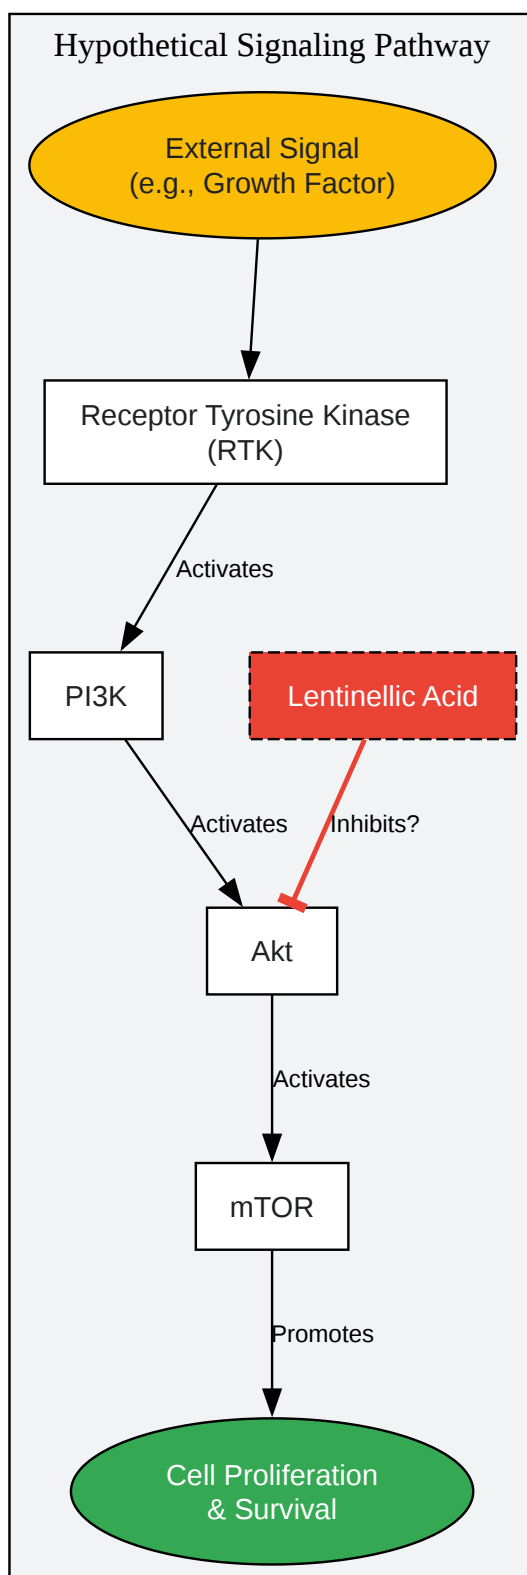 Hypothetical Signaling Pathway
External Signal
(e.g., Growth Factor)
Receptor Tyrosine Kinase
(RTK)
Activates
PI3K
Lentinellic Acid
Activates
Inhibits?
Akt
Activates
mTOR
Promotes
Cell Proliferation
& Survival